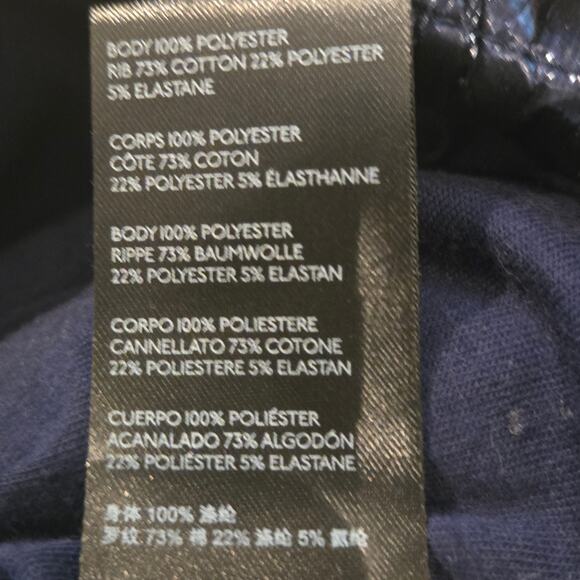 BODY 100% POLYESTER
RIB 73% COTTON 22% POLYESTER
5% ELASTANE
CORPS 100% POLYESTER
CÔTE 73% COTON
22% POLYESTER 5% ÉLASTHANNE
BODY 100% POLYESTER
RIPPE 73% BAUMWOLLE
22% POLYESTER 5% ELASTAN
CORPO 100% POLIESTERE
CANNELLATO 73% COTONE
22% POLIESTERE 5% ELASTAN
CUERPO 100% POLIÉSTER
ACANALADO 73% ALGODÓN
22% POLIÉSTER 5% ELASTANE
身体 100% 涤纶
罗纹 73% 棉 22% 涤纶 5% 氨纶